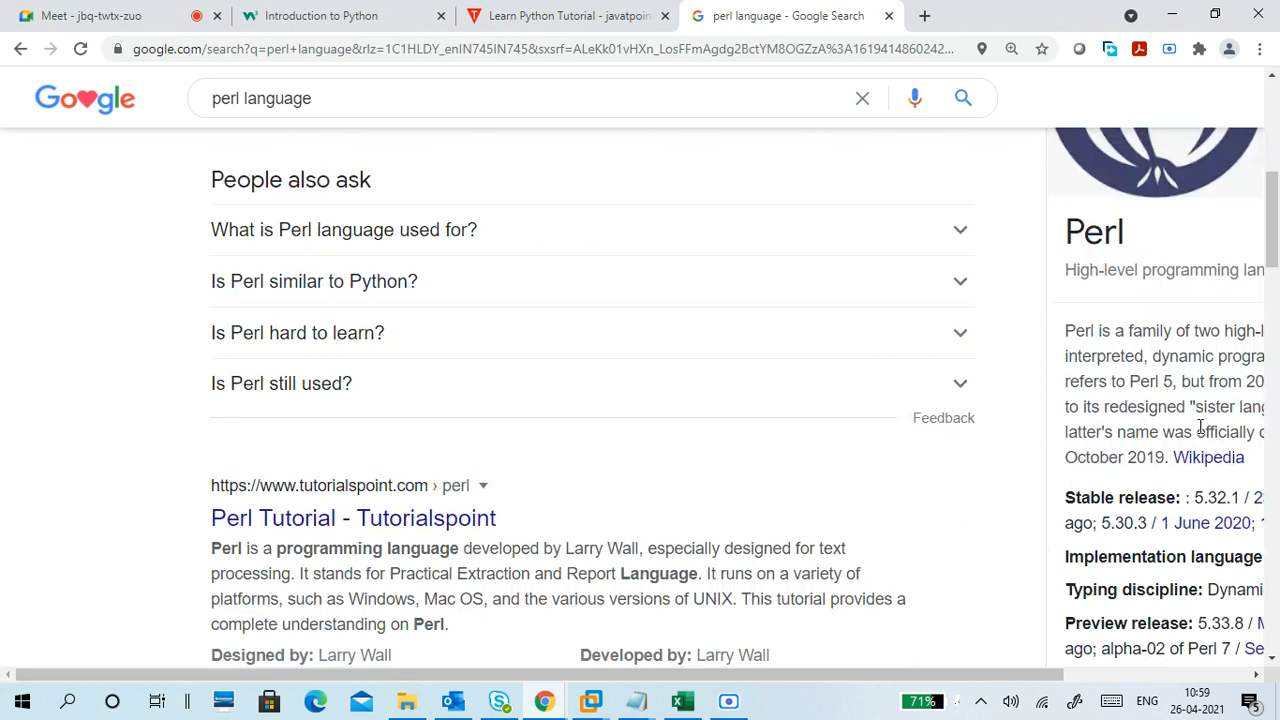 Meet - jbq-twtx-zuo
Introduction to Python
Learn Python Tutorial - javatpoint
perl language - Google Search
google.com/search?q=perl+language&rlz=1C1HLDY_enIN745IN745&sxsrf=ALeKk01vHXn_LosFFmAgdg2BctYM8OGZzA%3A1619414860242...
Google
perl language
People also ask
What is Perl language used for?
Is Perl similar to Python?
Is Perl hard to learn?
Is Perl still used?
Feedback
https://www.tutorialspoint.com › perl
Perl Tutorial - Tutorialspoint
Perl is a programming language developed by Larry Wall, especially designed for text
processing. It stands for Practical Extraction and Report Language. It runs on a variety of
platforms, such as Windows, Mac OS, and the various versions of UNIX. This tutorial provides a
complete understanding on Perl.
Designed by: Larry Wall
Developed by: Larry Wall
Perl
High-level programming lan
Perl is a family of two high-l
interpreted, dynamic progra
refers to Perl 5, but from 20
to its redesigned "sister lang
latter's name was officially c
October 2019. Wikipedia
Stable release: : 5.32.1 / 2
ago; 5.30.3 / 1 June 2020; 1
Implementation language
Typing discipline: Dynami
Preview release: 5.33.8 / M
ago; alpha-02 of Perl 7 / Se
71%
ENG
10:59
26-04-2021
5